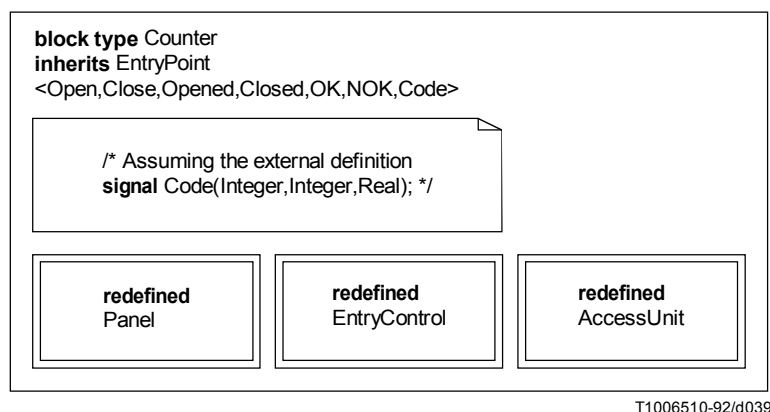 block type Counter
inherits EntryPoint
<Open,Close,Opened,Closed,OK,NOK,Code>
/* Assuming the external definition
signal Code(Integer,Integer,Real); */
redefined
Panel
redefined
EntryControl
redefined
AccessUnit
T1006510-92/d039